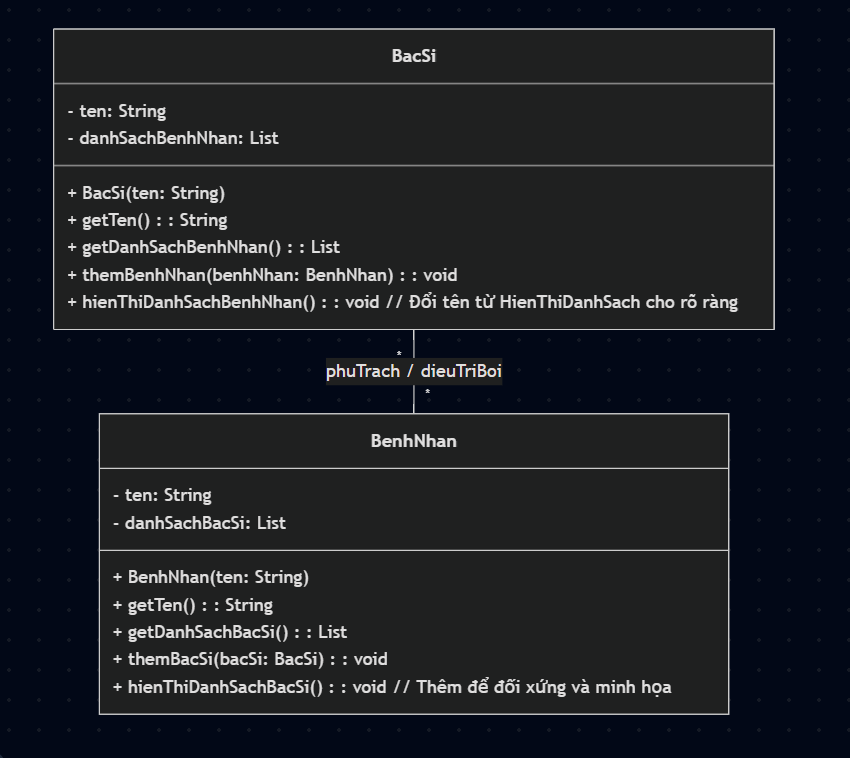 BacSi
- ten: String
- danhSachBenhNhan: List
+ BacSi(ten: String)
+ getTen() : : String
+ getDanhSachBenhNhan() : : List
+ themBenhNhan(benhNhan: BenhNhan) : : void
+ hienThiDanhSachBenhNhan() : : void // Đổi tên từ HienThiDanhSach cho rõ ràng
*
phuTrach / dieuTriBoi
*
BenhNhan
- ten: String
- danhSachBacSi: List
+ BenhNhan(ten: String)
+ getTen() : : String
+ getDanhSachBacSi() : : List
+ themBacSi(bacSi: BacSi) : : void
+ hienThiDanhSachBacSi() : : void // Thêm để đối xứng và minh họa